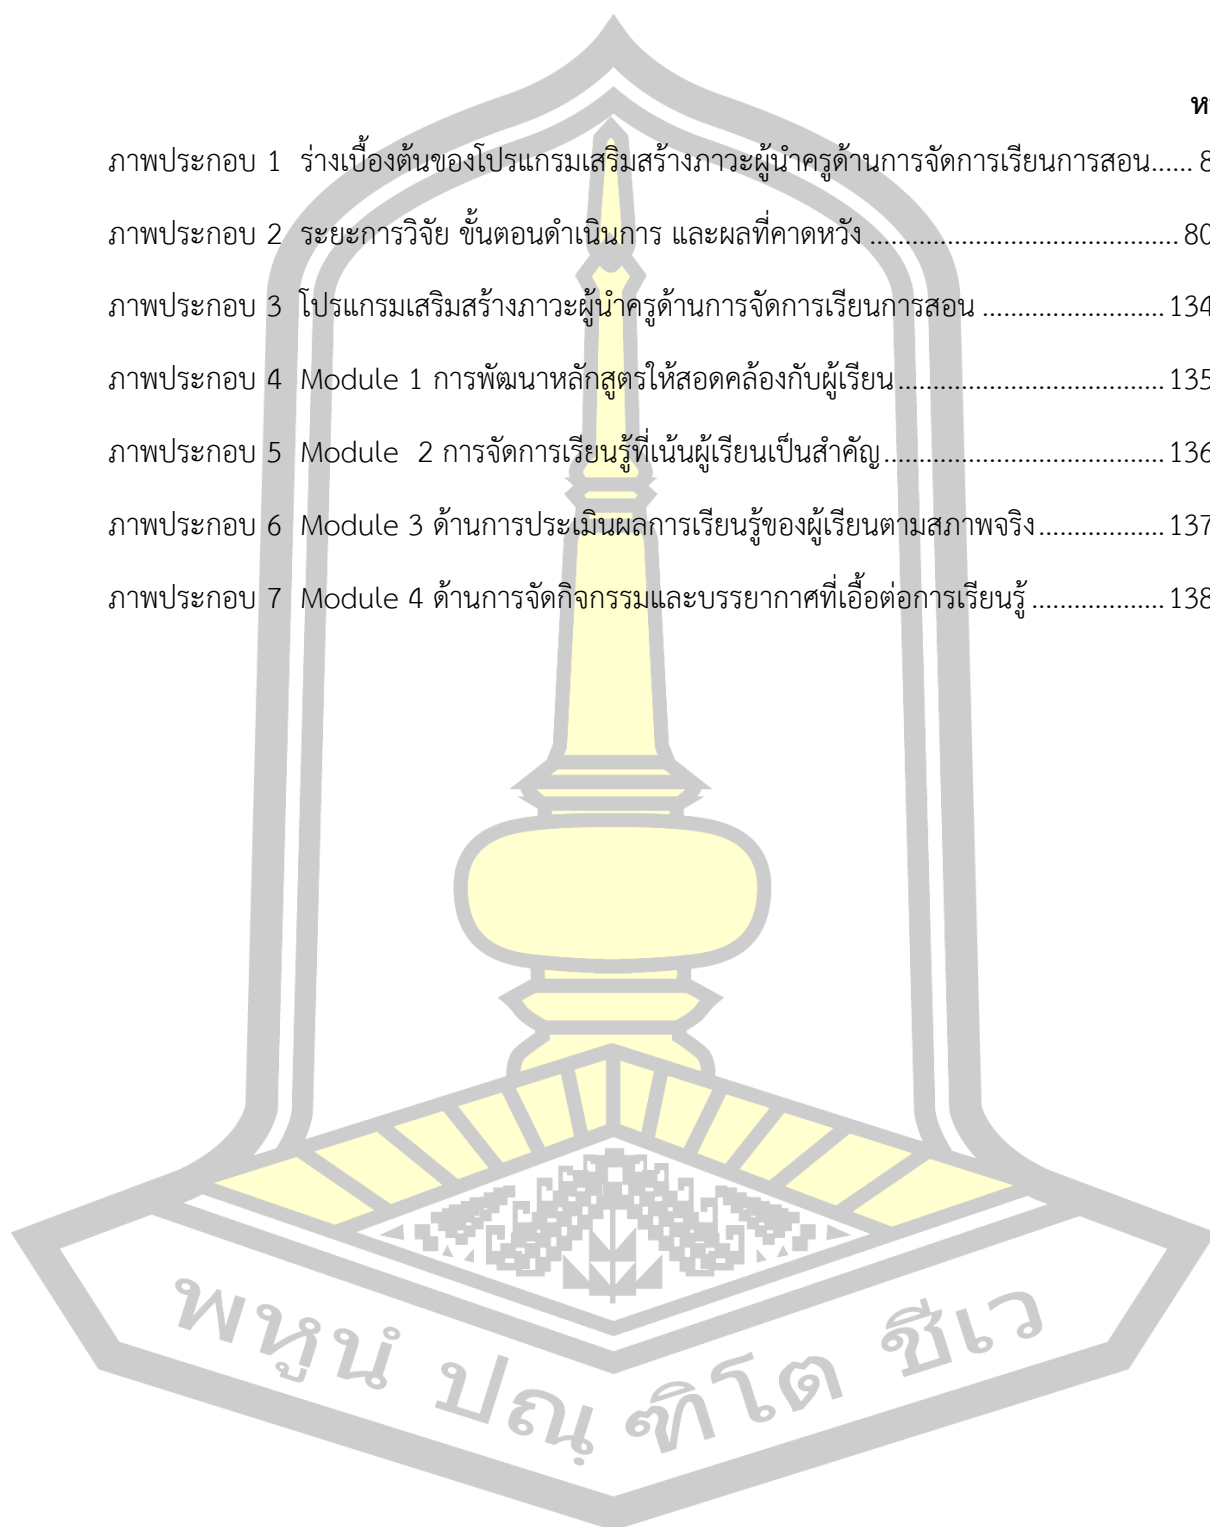 ภาพประกอบ 1 ร่างเบื้องต้นของโปรแกรมเสริมสร้างภาวะผู้นำครูด้านการจัดการเรียนการสอน...... 8
ภาพประกอบ 2 ระยะการวิจัย ขั้นตอนดำเนินการ และผลที่คาดหวัง ............................................ 80
ภาพประกอบ 3 โปรแกรมเสริมสร้างภาวะผู้นำครูด้านการจัดการเรียนการสอน .......................... 134
ภาพประกอบ 4 Module 1 การพัฒนาหลักสูตรให้สอดคล้องกับผู้เรียน...................................... 135
ภาพประกอบ 5 Module 2 การจัดการเรียนรู้ที่เน้นผู้เรียนเป็นสำคัญ........................................ 136
ภาพประกอบ 6 Module 3 ด้านการประเมินผลการเรียนรู้ของผู้เรียนตามสภาพจริง.................. 137
ภาพประกอบ 7 Module 4 ด้านการจัดกิจกรรมและบรรยากาศที่เอื้อต่อการเรียนรู้ ................... 138
พหูนํ ปณฺฑิโต ชีเว